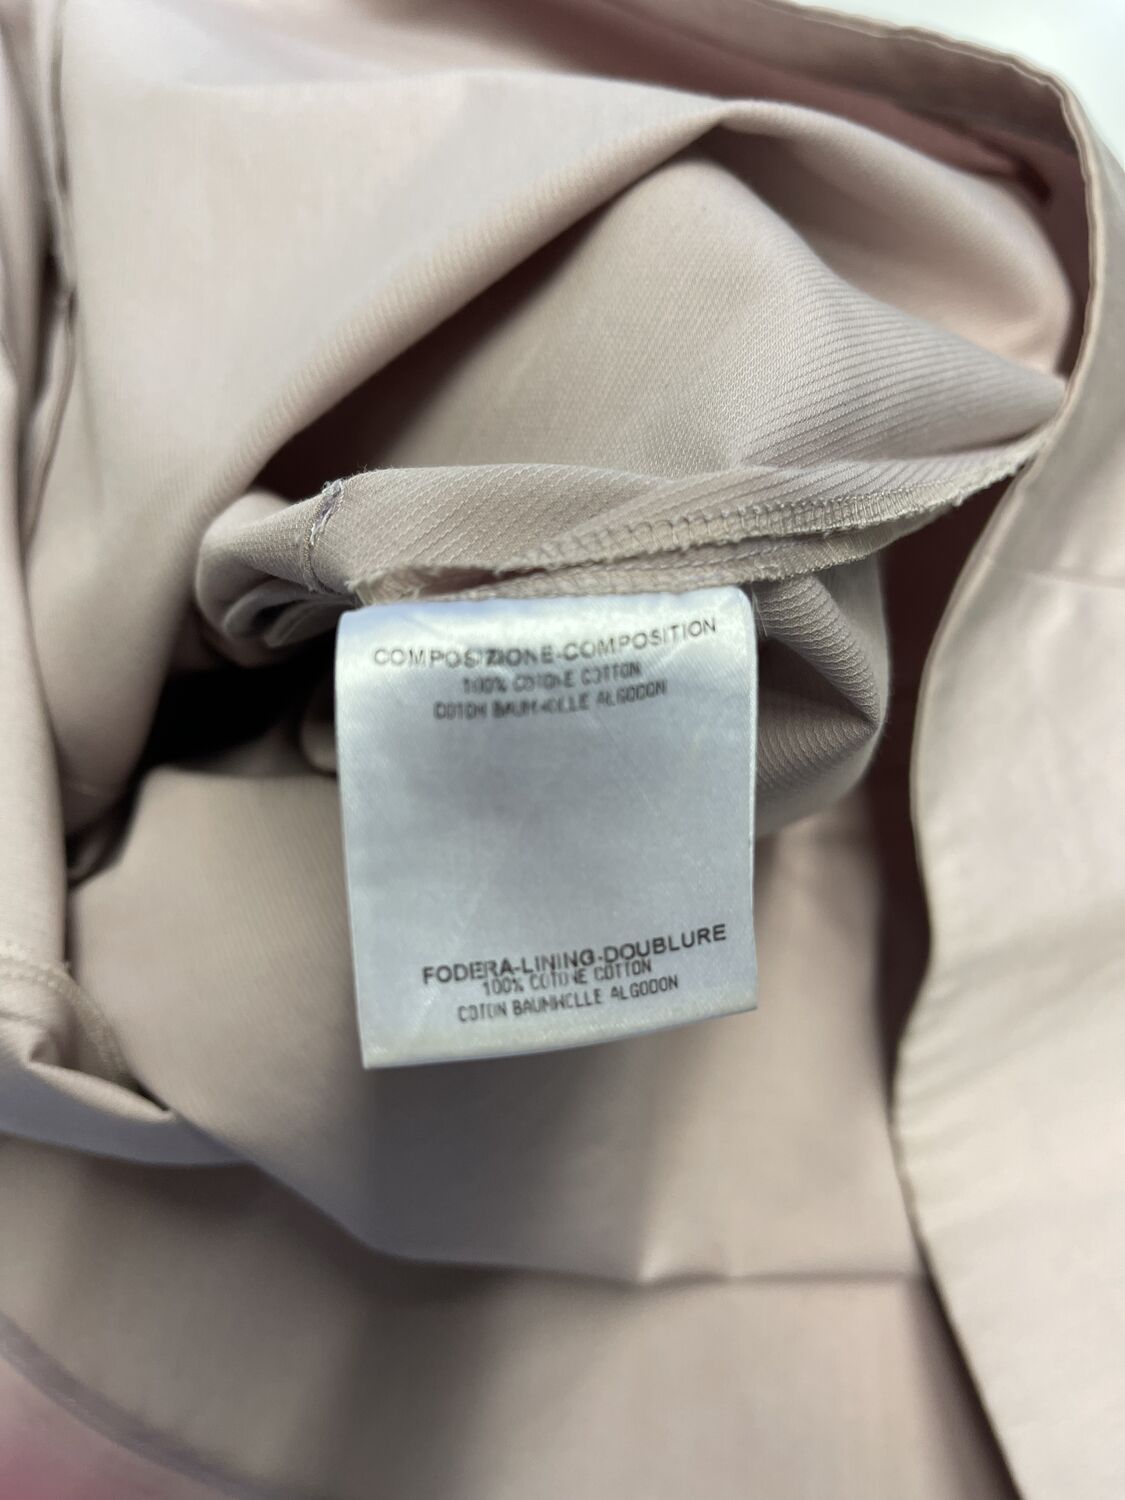 COMPOSIZIONE-COMPOSITION
100% COTONE COTTON
COTON BAUMWOLLE ALGODON
FODERA-LINING-DOUBLURE
100% COTONE COTTON
COTON BAUMWOLLE ALGODON